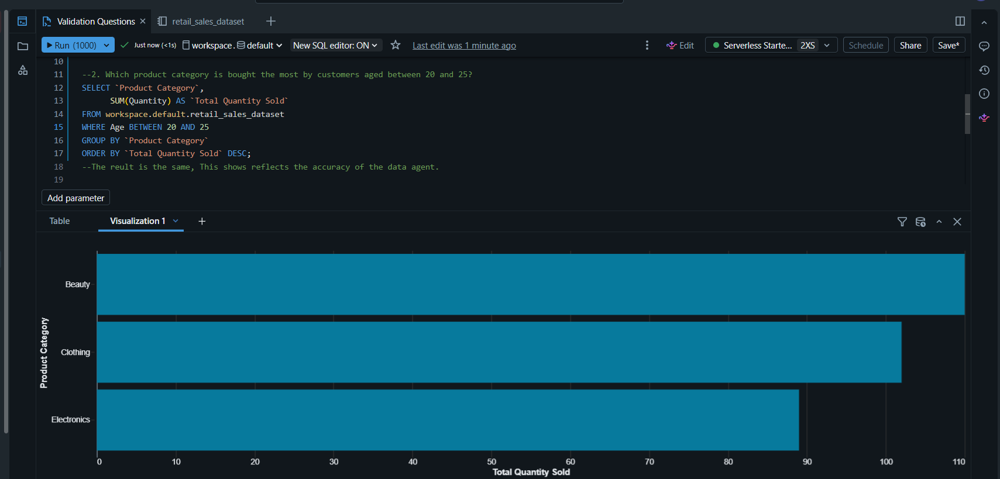 Validation Questions
retail_sales_dataset
Run (1000)
Just now (<1s)
workspace.
default
New SQL editor: ON
Last edit was 1 minute ago
Edit
Serverless Starte...
2XS
Schedule
Share
Save*
10
11 --2. Which product category is bought the most by customers aged between 20 and 25?
12 SELECT `Product Category`,
13 SUM(Quantity) AS `Total Quantity Sold`
14 FROM workspace.default.retail_sales_dataset
15 WHERE Age BETWEEN 20 AND 25
16 GROUP BY `Product Category`
17 ORDER BY `Total Quantity Sold` DESC;
18 --The reult is the same, This shows reflects the accuracy of the data agent.
19
Add parameter
Table
Visualization 1
Product Category
Beauty
Clothing
Electronics
0 10 20 30 40 50 60 70 80 90 100 110
Total Quantity Sold